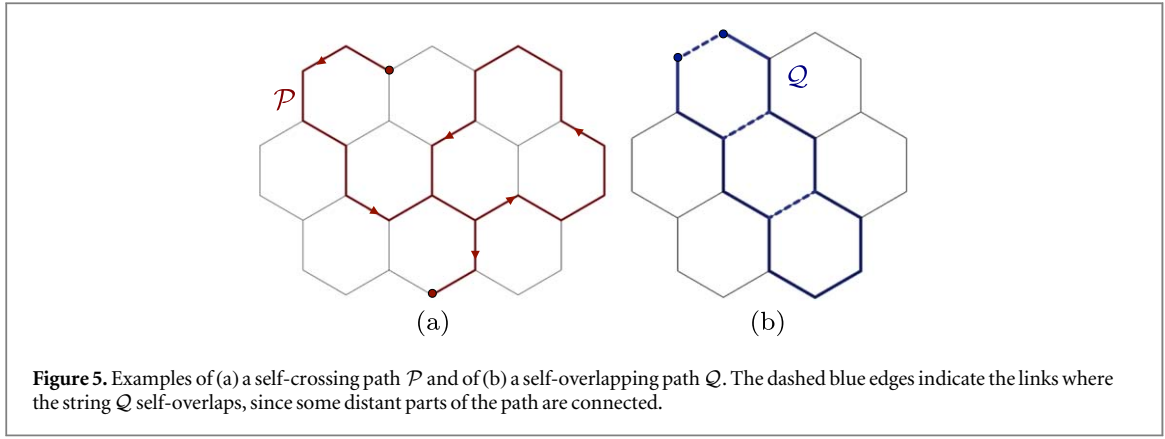 𝒫
𝒬
(a)
(b)
Figure 5. Examples of (a) a self-crossing path 𝒫 and of (b) a self-overlapping path 𝒬. The dashed blue edges indicate the links where
the string 𝒬 self-overlaps, since some distant parts of the path are connected.